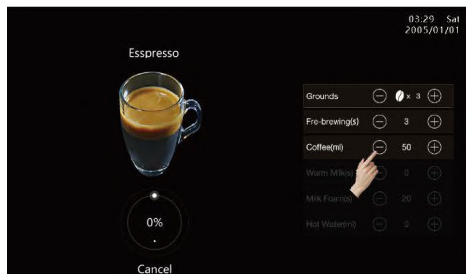 03:29 Sat
2005/01/01
Esspresso
Grounds x 3
Fre-brewing(s) 3
Coffee(ml) 50
Warm Milk(s) 0
Milk Foam(s) 20
Hot Water(ml) 0
0%
Cancel